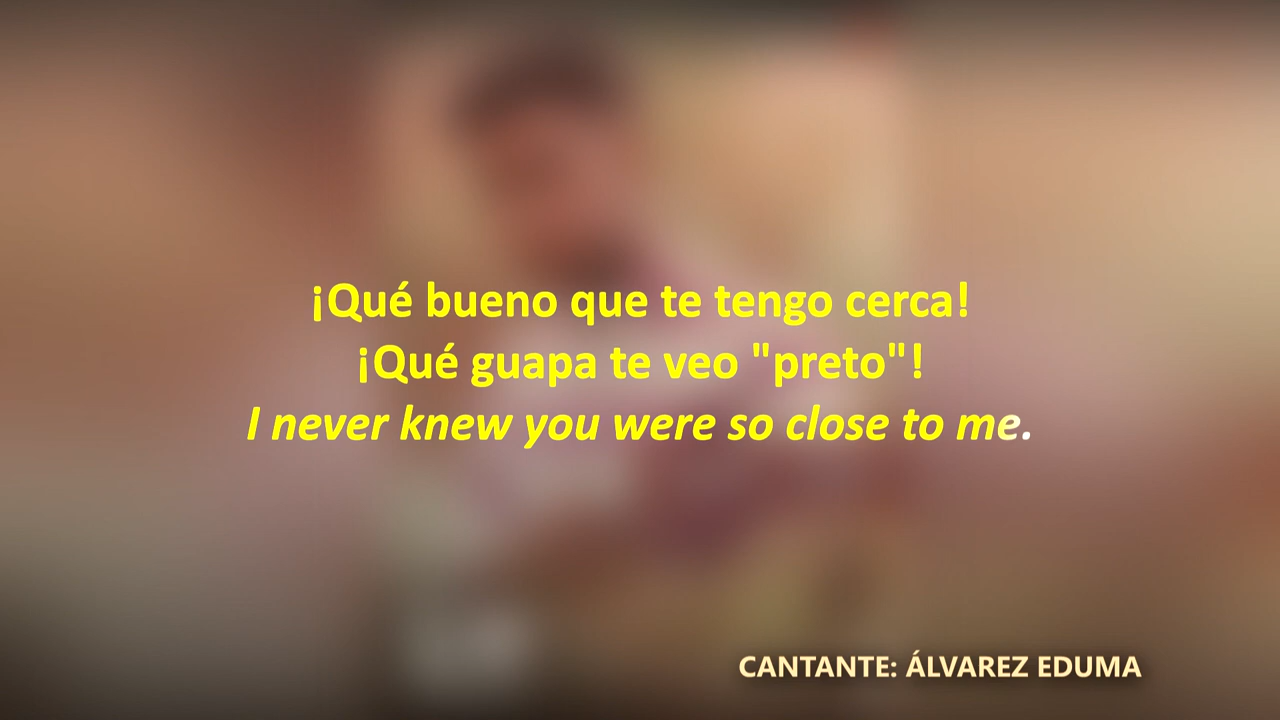 ¡Qué bueno que te tengo cerca!
¡Qué guapa te veo "preto"!
I never knew you were so close to me.
CANTANTE: ÁLVAREZ EDUMA